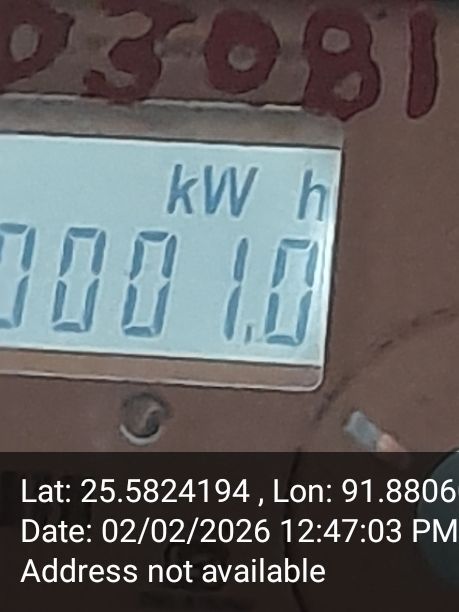 03081
kW h
0001.0
Lat: 25.5824194 , Lon: 91.8806
Date: 02/02/2026 12:47:03 PM
Address not available